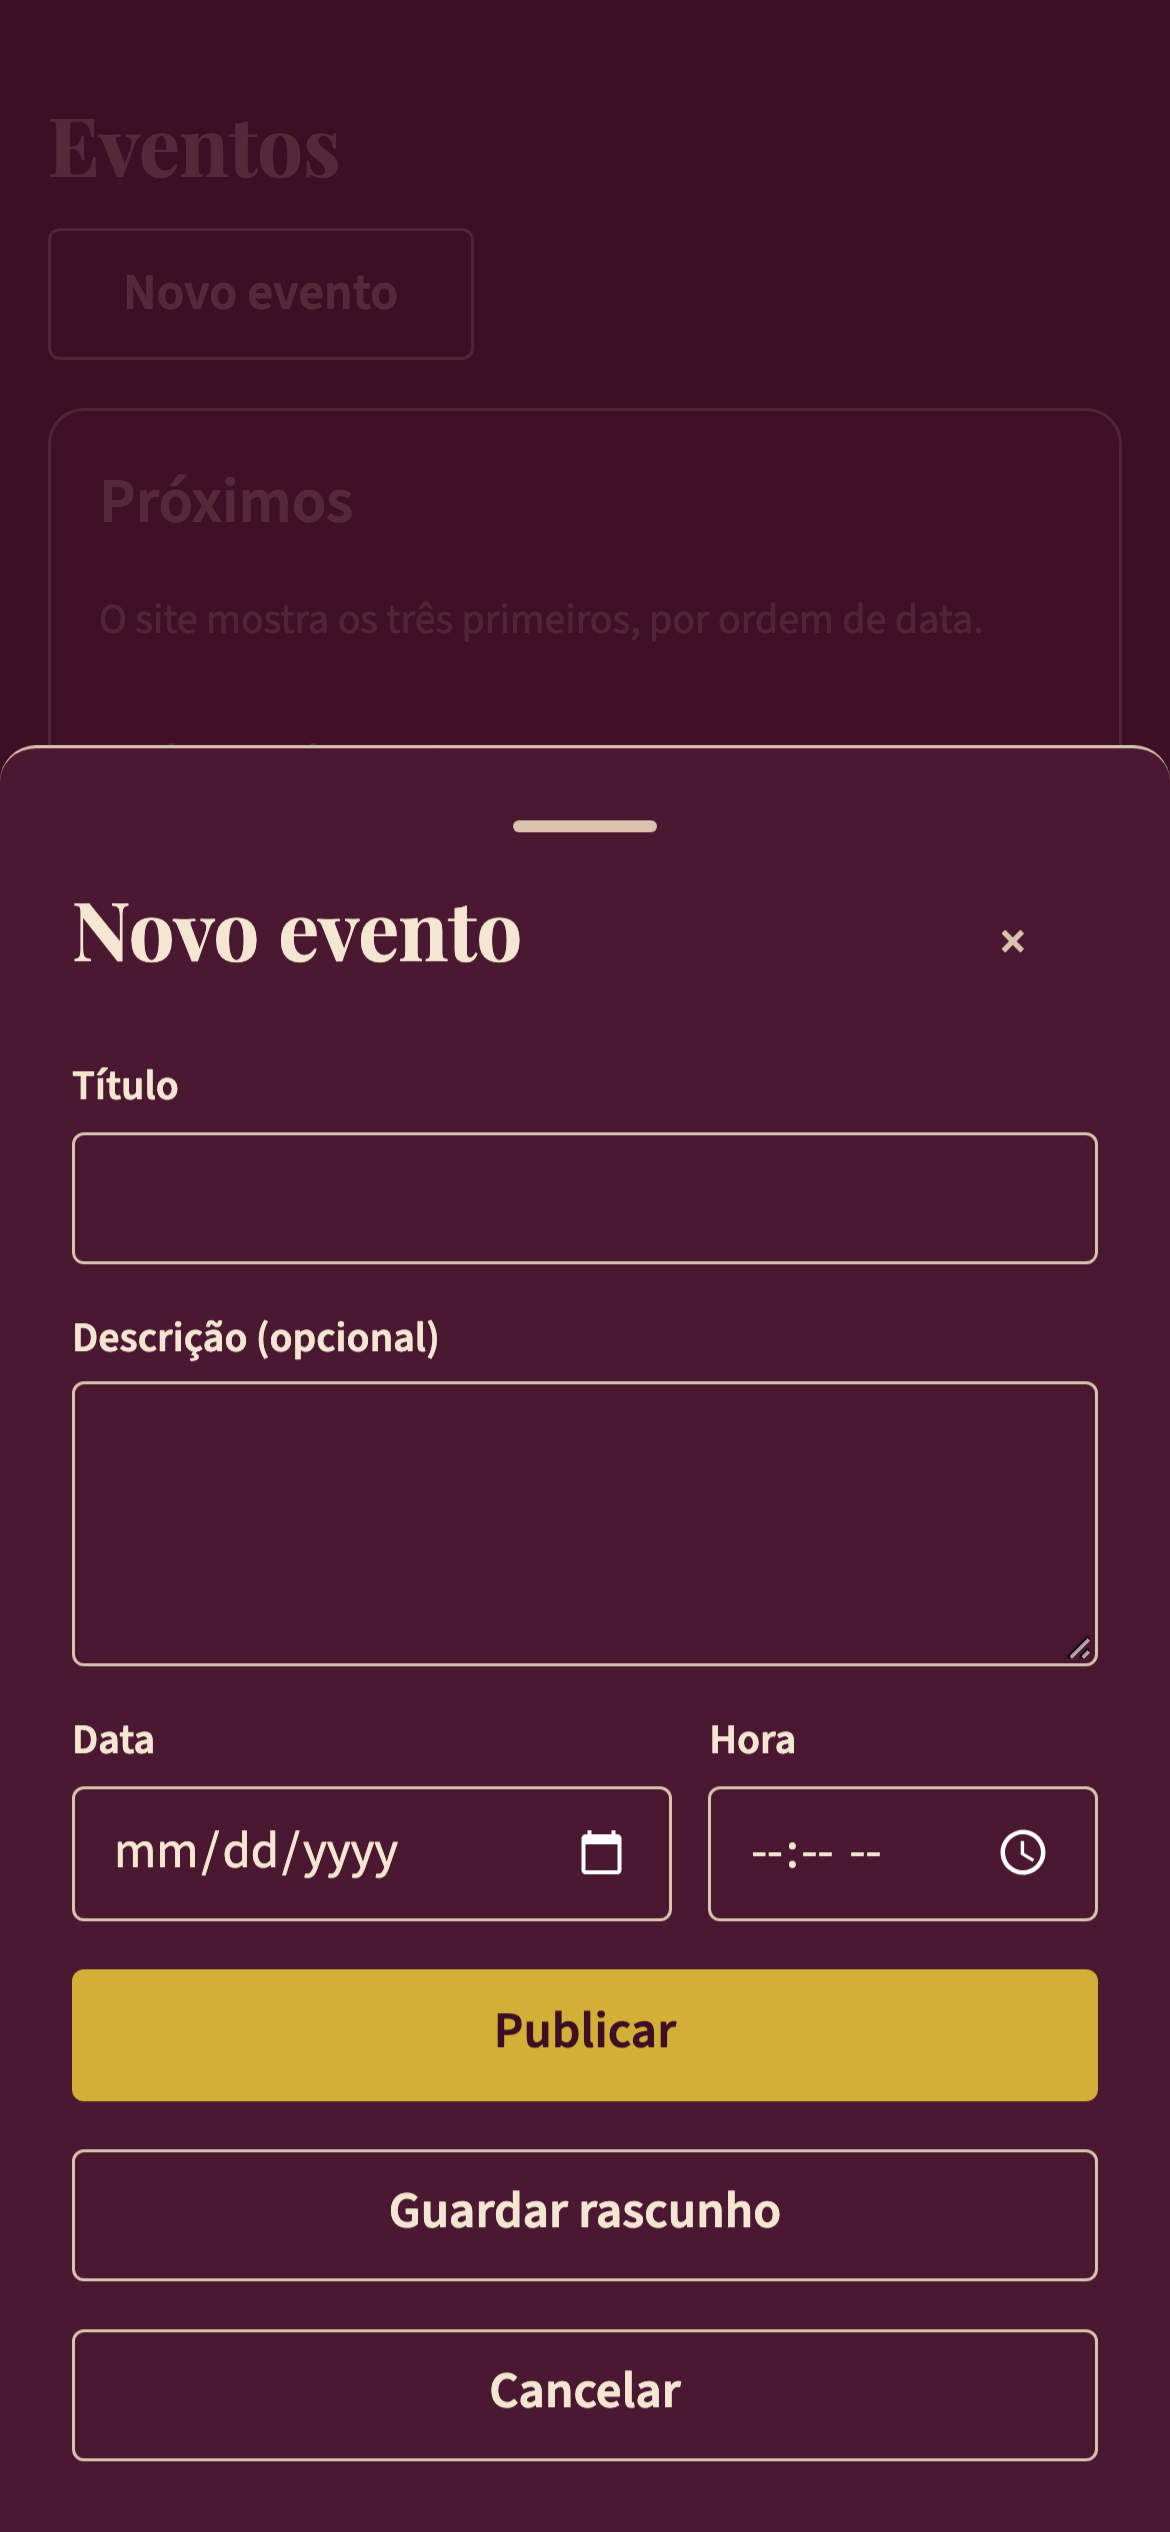 Eventos
Novo evento
Próximos
O site mostra os três primeiros, por ordem de data.
Novo evento
×
Título
Descrição (opcional)
Data
Hora
mm/dd/yyyy
--:-- --
Publicar
Guardar rascunho
Cancelar